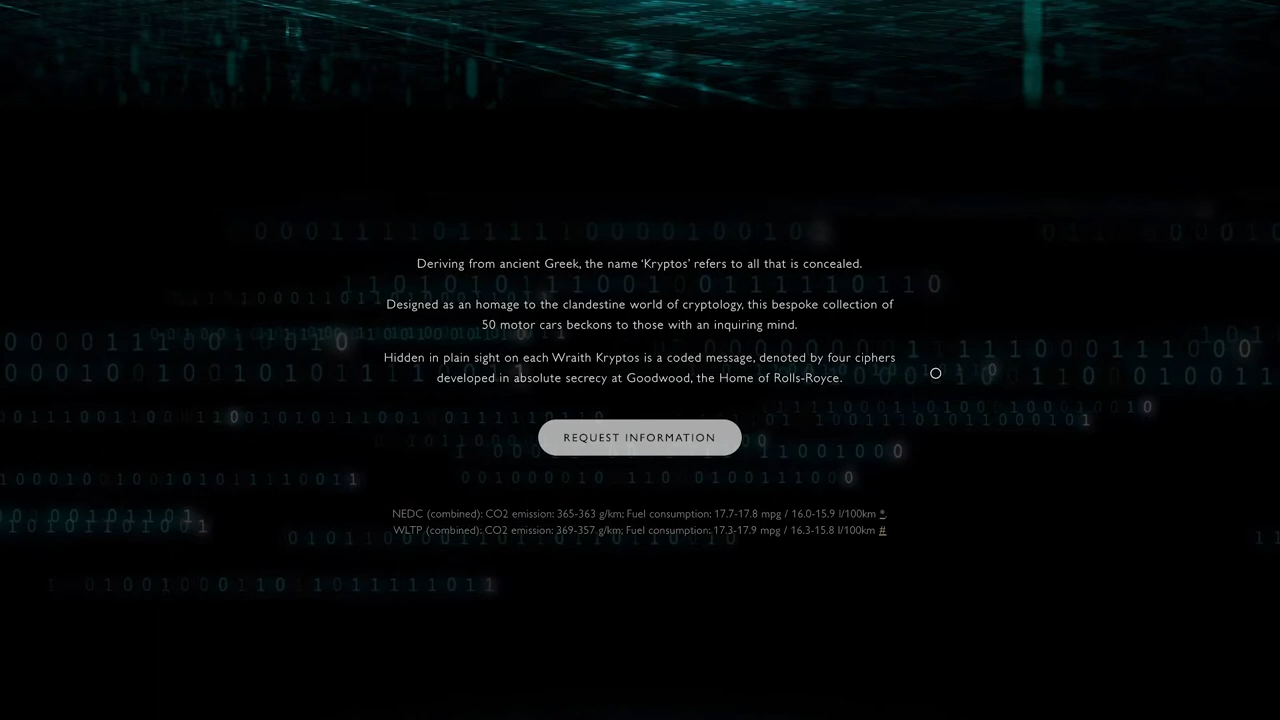 Deriving from ancient Greek, the name ‘Kryptos’ refers to all that is concealed.
Designed as an homage to the clandestine world of cryptology, this bespoke collection of
50 motor cars beckons to those with an inquiring mind.
Hidden in plain sight on each Wraith Kryptos is a coded message, denoted by four ciphers
developed in absolute secrecy at Goodwood, the Home of Rolls-Royce.
REQUEST INFORMATION
NEDC (combined): CO2 emission: 365-363 g/km; Fuel consumption: 17.7-17.8 mpg / 16.0-15.9 l/100km *
WLTP (combined): CO2 emission: 369-357 g/km; Fuel consumption: 17.3-17.9 mpg / 16.3-15.8 l/100km #